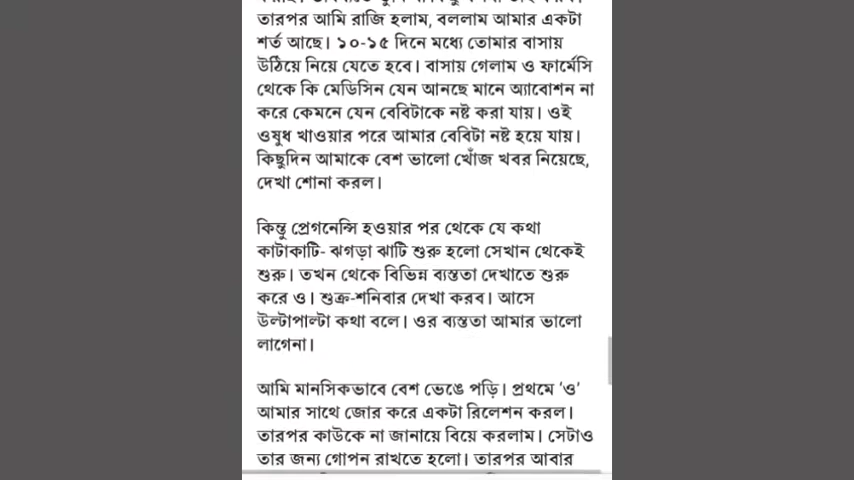 তারপর আমি রাজি হলাম, বললাম আমার একটা
শর্ত আছে। ১০-১৫ দিনে মধ্যে তোমার বাসায়
উঠিয়ে নিয়ে যেতে হবে। বাসায় গেলাম ও ফার্মেসি
থেকে কি মেডিসিন যেন আনছে মানে অ্যাবোশন না
করে কেমনে যেন বেবিটাকে নষ্ট করা যায়। ওই
ওষুধ খাওয়ার পরে আমার বেবিটা নষ্ট হয়ে যায়।
কিছুদিন আমাকে বেশ ভালো খোঁজ খবর নিয়েছে,
দেখা শোনা করল।
কিন্তু প্রেগনেন্সি হওয়ার পর থেকে যে কথা
কাটাকাটি- ঝগড়া ঝাটি শুরু হলো সেখান থেকেই
শুরু। তখন থেকে বিভিন্ন ব্যস্ততা দেখাতে শুরু
করে ও। শুক্র-শনিবার দেখা করব। আসে
উল্টাপাল্টা কথা বলে। ওর ব্যস্ততা আমার ভালো
লাগেনা।
আমি মানসিকভাবে বেশ ভেঙে পড়ি। প্রথমে ‘ও’
আমার সাথে জোর করে একটা রিলেশন করল।
তারপর কাউকে না জানায়ে বিয়ে করলাম। সেটাও
তার জন্য গোপন রাখতে হলো। তারপর আবার